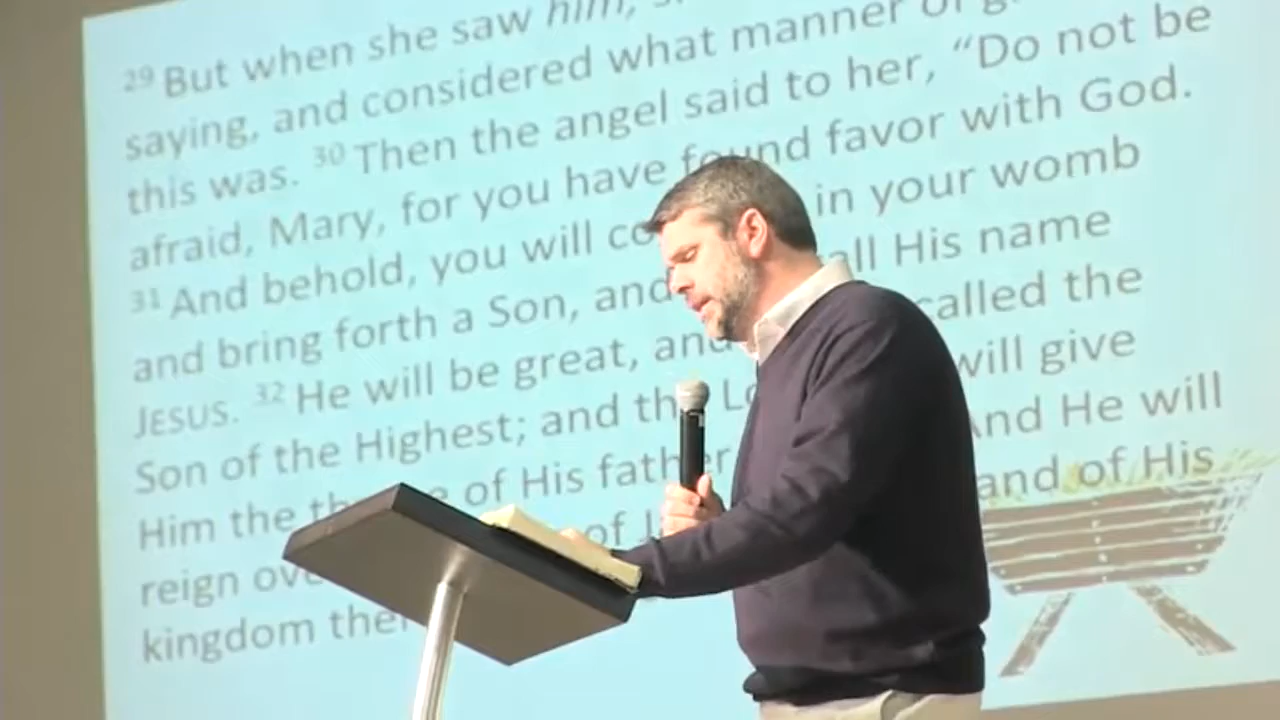 29 But when she saw him,
saying, and considered what manner of
this was. 30 Then the angel said to her, “Do not be
afraid, Mary, for you have found favor with God.
31 And behold, you will in your womb
and bring forth a Son, and His name
JESUS. 32 He will be great, and called the
Son of the Highest; and the will give
Him the of His father And He will
reign and of His
kingdom